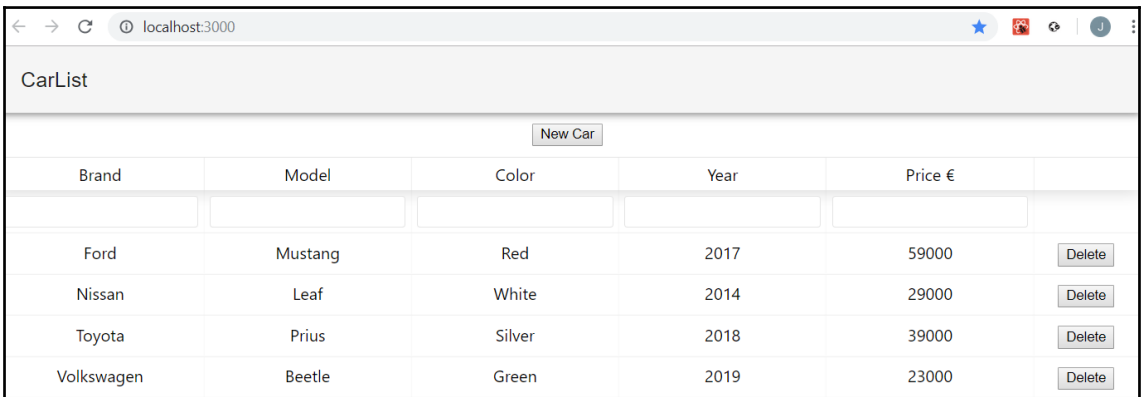 localhost:3000
J
CarList
New Car
Brand Model Color Year Price €
Ford Mustang Red 2017 59000 Delete
Nissan Leaf White 2014 29000 Delete
Toyota Prius Silver 2018 39000 Delete
Volkswagen Beetle Green 2019 23000 Delete